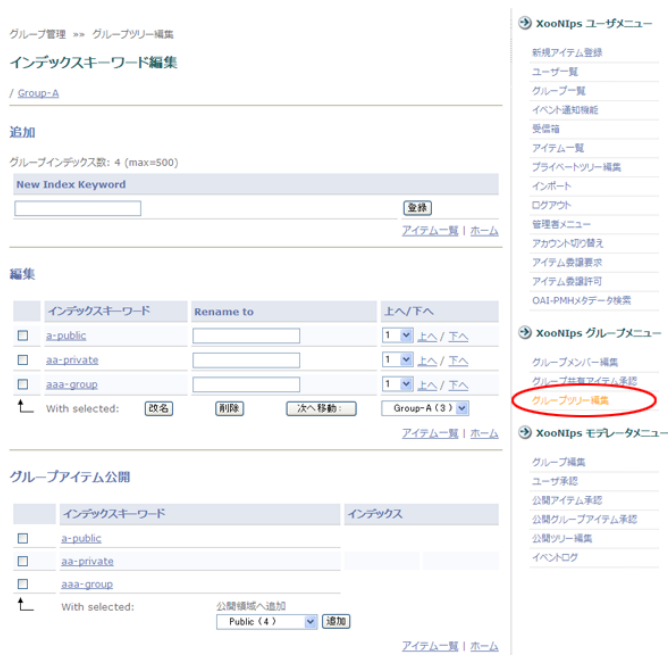 グループ管理 »» グループツリー編集
インデックスキーワード編集
/ Group-A
追加
グループインデックス数: 4 (max=500)
New Index Keyword
登録
アイテム一覧 | ホーム
編集
インデックスキーワード Rename to 上へ/下へ
a-public 1 上へ / 下へ
aa-private 1 上へ / 下へ
aaa-group 1 上へ / 下へ
With selected: 改名 削除 次へ移動: Group-A (3)
アイテム一覧 | ホーム
グループアイテム公開
インデックスキーワード インデックス
a-public
aa-private
aaa-group
With selected: 公開領域へ追加
Public (4) 追加
アイテム一覧 | ホーム
XooNIps ユーザメニュー
新規アイテム登録
ユーザ一覧
グループ一覧
イベント通知機能
受信箱
アイテム一覧
プライベートツリー編集
インポート
ログアウト
管理者メニュー
アカウント切り替え
アイテム委譲要求
アイテム委譲許可
OAI-PMHメタデータ検索
XooNIps グループメニュー
グループメンバー編集
グループ共有アイテム承認
グループツリー編集
XooNIps モデレータメニュー
グループ編集
ユーザ承認
公開アイテム承認
公開グループアイテム承認
公開ツリー編集
イベントログ